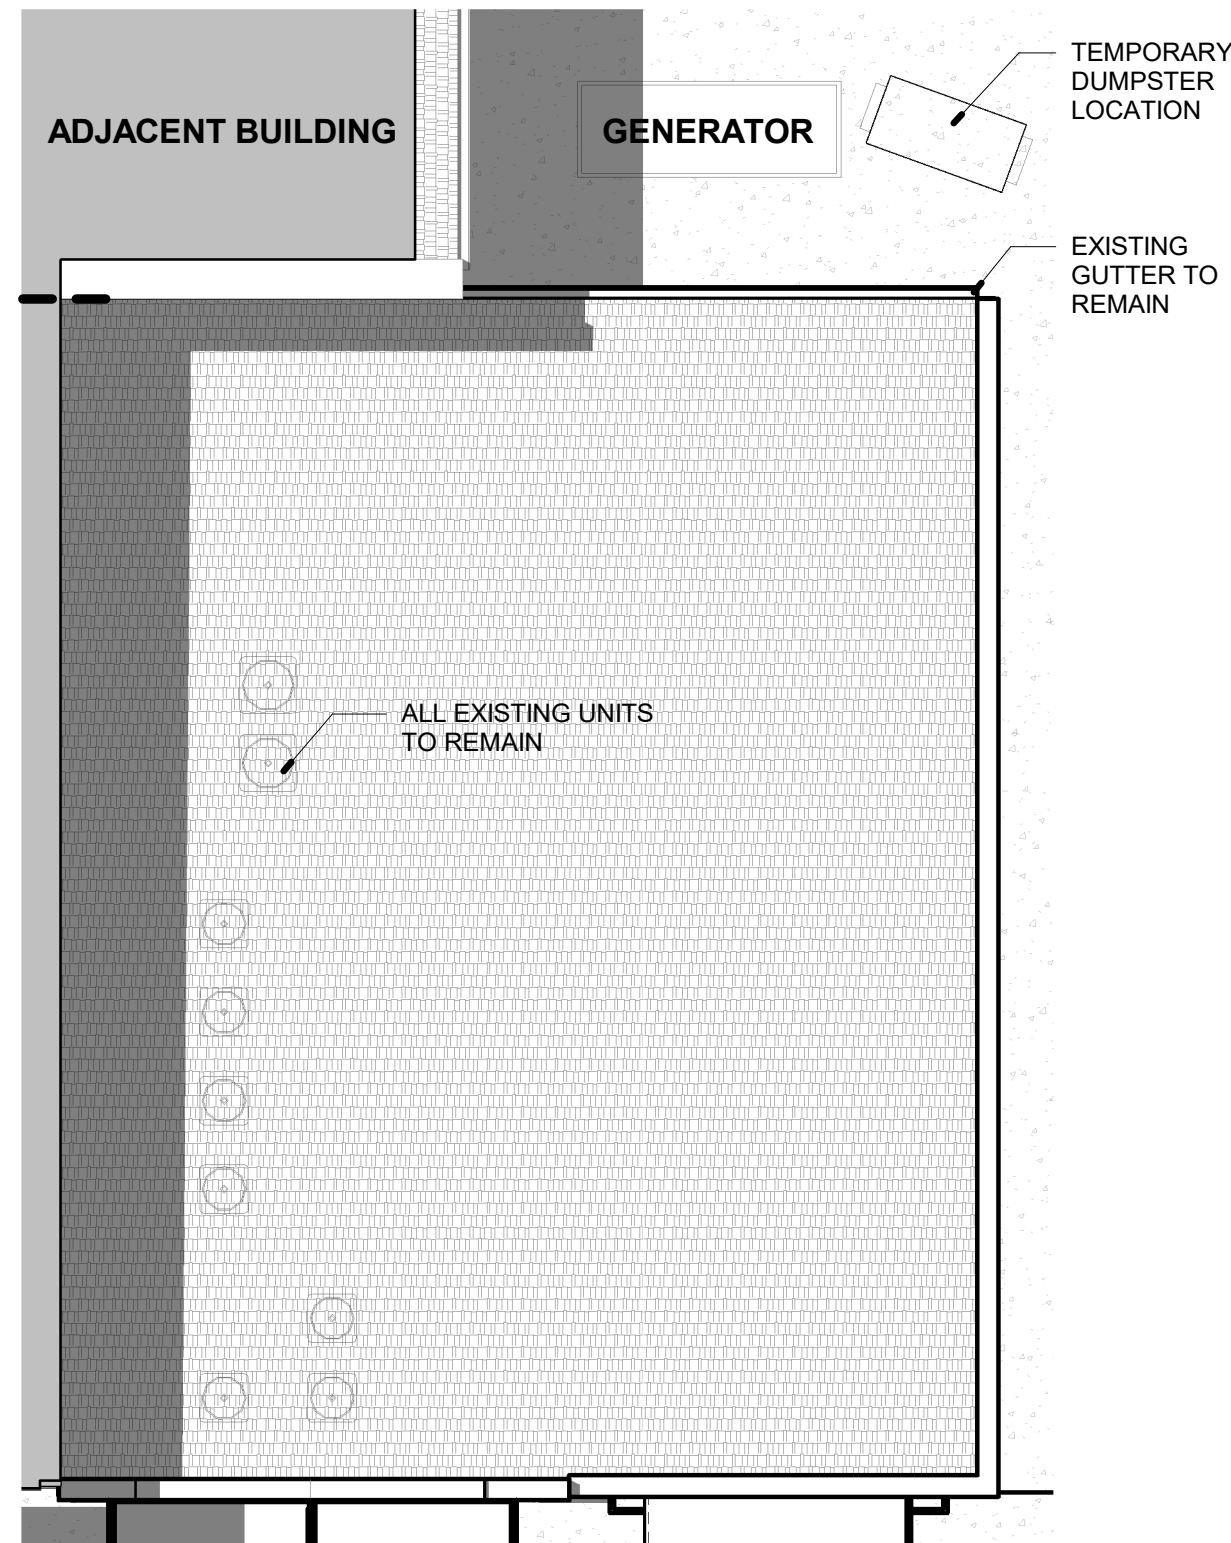 TEMPORARY
DUMPSTER
LOCATION
ADJACENT BUILDING
GENERATOR
EXISTING
GUTTER TO
REMAIN
ALL EXISTING UNITS
TO REMAIN